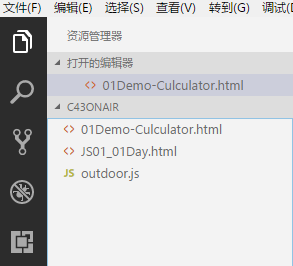 文件(F) 编辑(E) 选择(S) 查看(V) 转到(G) 调试(D
资源管理器
打开的编辑器
<> 01Demo-Culculator.html
C43ONAIR
<> 01Demo-Culculator.html
<> JS01_01Day.html
JS outdoor.js